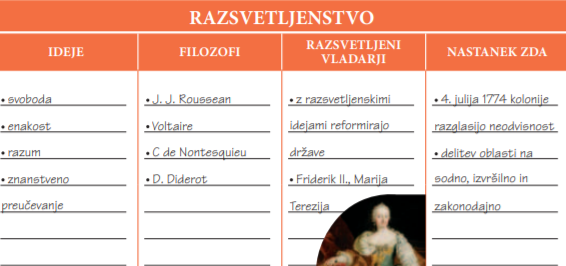 RAZSVETLJENSTVO
IDEJE
FILOZOFI
RAZSVETLJENI
VLADARJI
NASTANEK ZDA
• svoboda
• enakost
• razum
• znanstveno
preučevanje
• J. J. Roussean
• Voltaire
• C de Nontesquieu
• D. Diderot
• z razsvetljenskimi
idejami reformirajo
države
• Friderik II., Marija
Terezija
• 4. julija 1774 kolonije
razglasijo neodvisnost
• delitev oblasti na
sodno, izvršilno in
zakonodajno